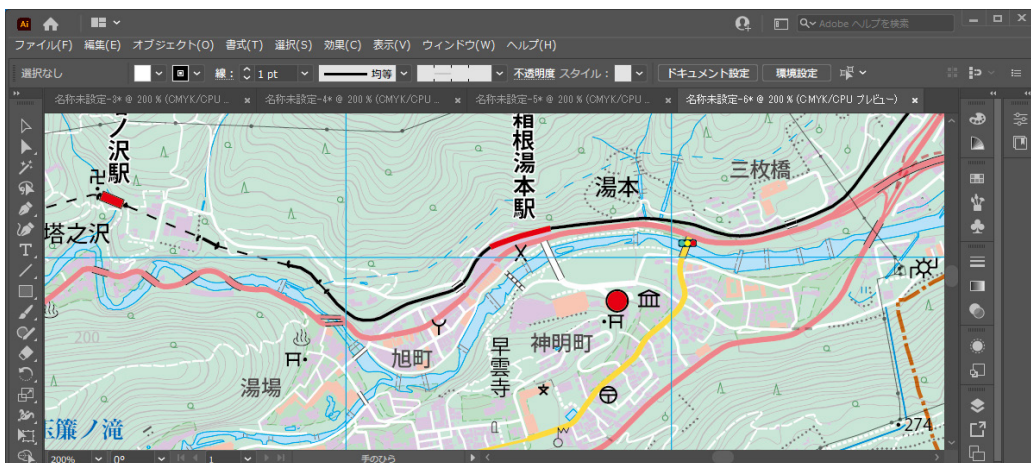 Ai
Adobe ヘルプを検索
ファイル(F) 編集(E) オブジェクト(O) 書式(T) 選択(S) 効果(C) 表示(V) ウィンドウ(W) ヘルプ(H)
選択なし 線 : 1 pt 均等 不透明度 スタイル : ドキュメント設定 環境設定
名称未設定-3* @ 200 % (CMYK/GPU ... × 名称未設定-4* @ 200 % (CMYK/GPU ... × 名称未設定-5* @ 200 % (CMYK/GPU ... × 名称未設定-6* @ 200 % (CMYK/GPU プレビュー) ×
ノ沢駅
根湯本駅
三枚橋
湯本
塔之沢
200
旭町
神明町
早雲寺
湯場
簾ノ滝
274
200% 0° 1 手のひら